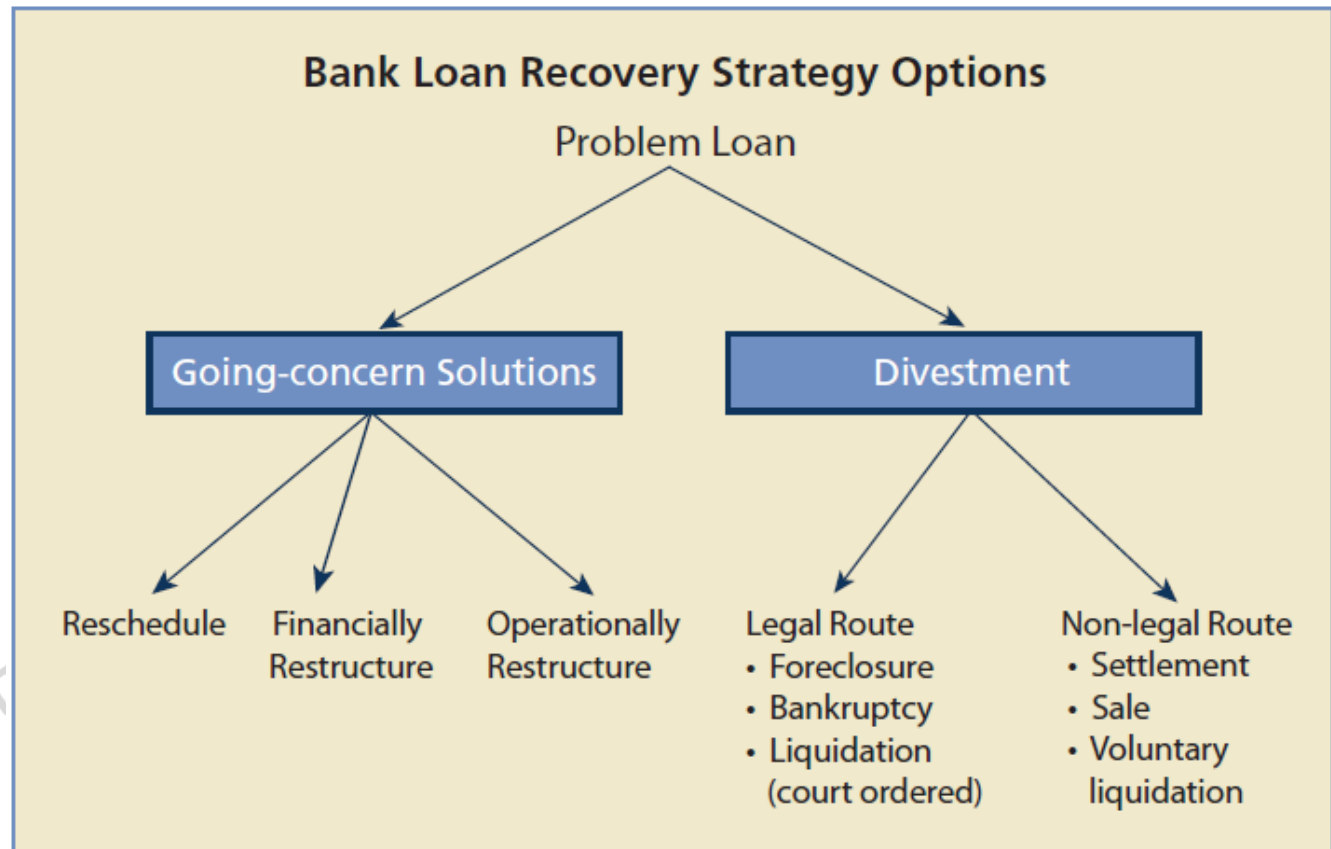 Bank Loan Recovery Strategy Options
Problem Loan
Going-concern Solutions
Divestment
Reschedule
Financially
Restructure
Operationally
Restructure
Legal Route
• Foreclosure
• Bankruptcy
• Liquidation
(court ordered)
Non-legal Route
• Settlement
• Sale
• Voluntary
liquidation